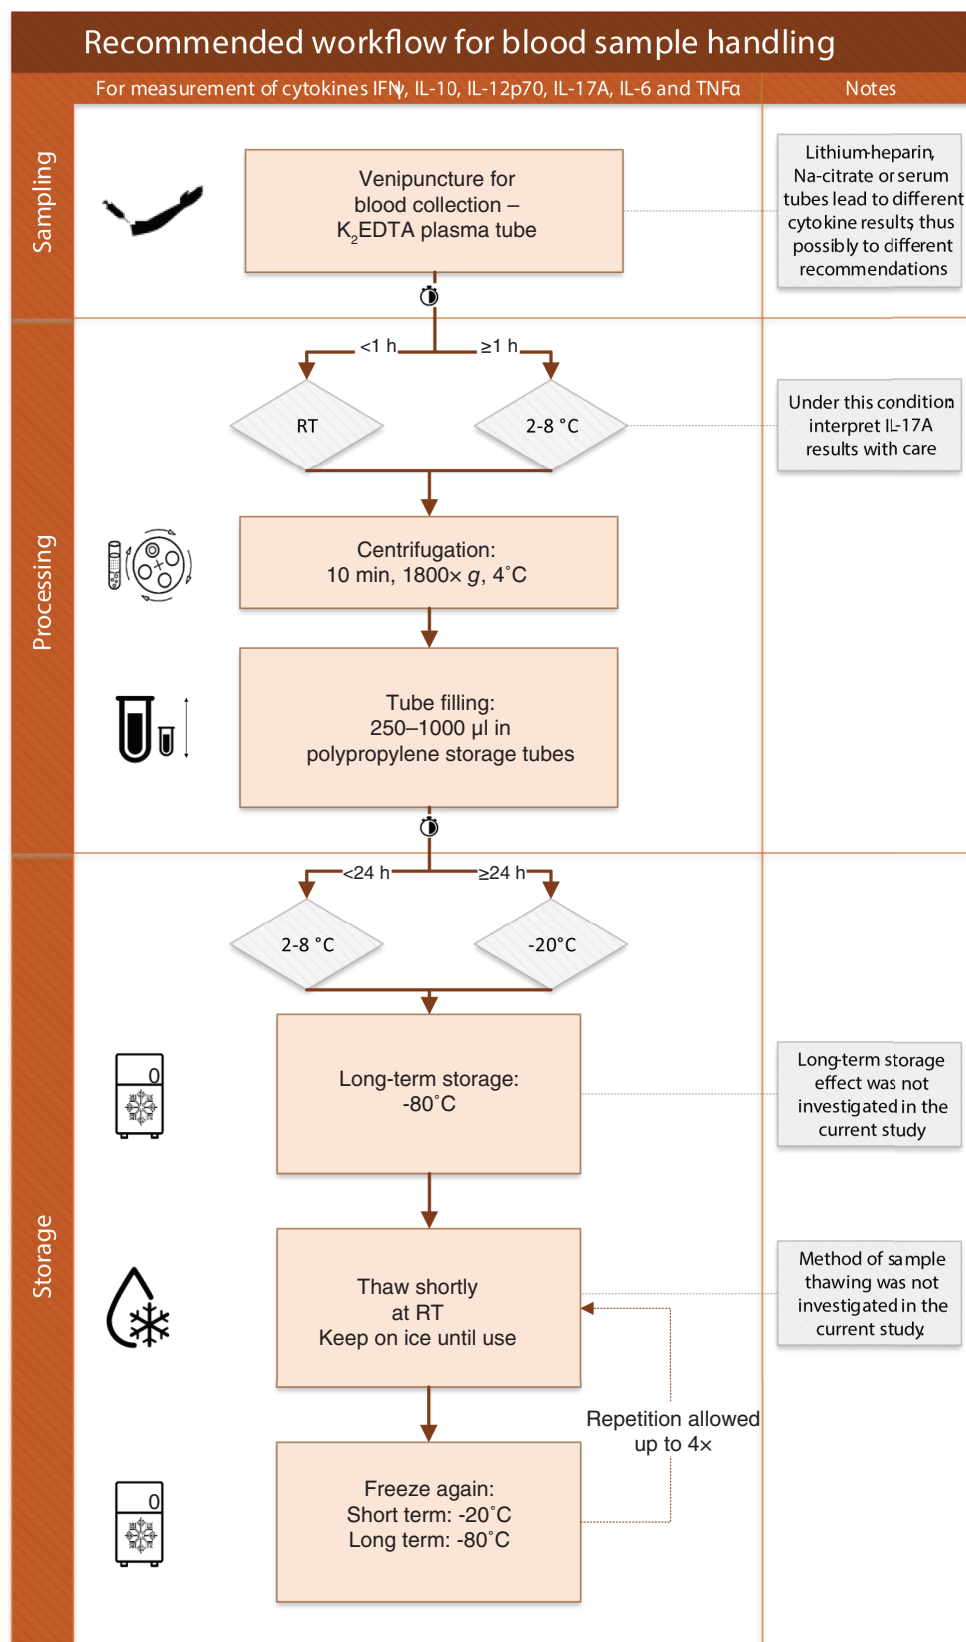 Recommended workflow for blood sample handling
For measurement of cytokines IFNγ, IL-10, IL-12p70, IL-17A, IL-6 and TNFα
Notes
Sampling
Venipuncture for
blood collection –
K2EDTA plasma tube
Lithium-heparin,
Na-citrate or serum
tubes lead to different
cytokine results, thus
possibly to different
recommendations
Processing
<1 h
≥1 h
RT
2-8 °C
Under this condition:
interpret IL-17A
results with care
Centrifugation:
10 min, 1800× g, 4˚C
Tube filling:
250–1000 µl in
polypropylene storage tubes
Storage
<24 h
≥24 h
2-8 °C
-20°C
Long-term storage:
-80˚C
Long-term storage
effect was not
investigated in the
current study
Thaw shortly
at RT
Keep on ice until use
Method of sample
thawing was not
investigated in the
current study.
Repetition allowed
up to 4×
Freeze again:
Short term: -20˚C
Long term: -80˚C
0
0